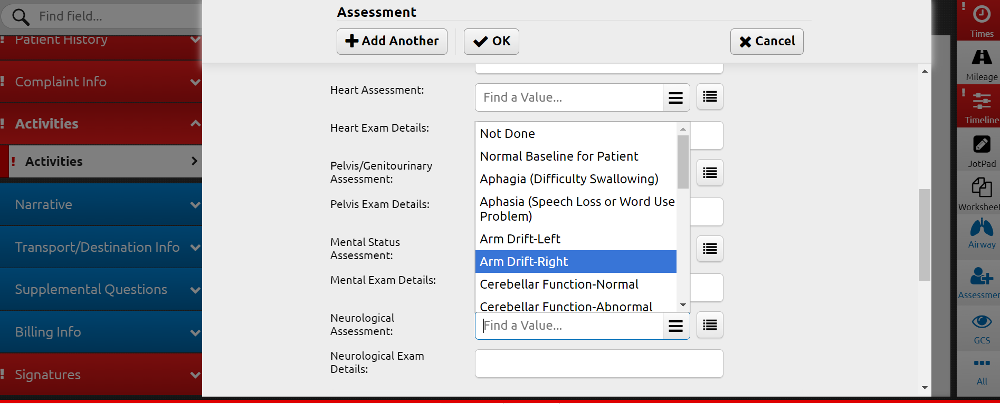 Find field...
Patient History
Complaint Info
Activities
Activities
Narrative
Transport/Destination Info
Supplemental Questions
Billing Info
Signatures
Assessment
Add Another
OK
Cancel
Heart Assessment:
Find a Value...
Heart Exam Details:
Pelvis/Genitourinary
Assessment:
Pelvis Exam Details:
Mental Status
Assessment:
Mental Exam Details:
Not Done
Normal Baseline for Patient
Aphagia (Difficulty Swallowing)
Aphasia (Speech Loss or Word Use
Problem)
Arm Drift-Left
Arm Drift-Right
Cerebellar Function-Normal
Cerebellar Function-Abnormal
Neurological
Assessment:
Find a Value...
Neurological Exam
Details:
Times
Mileage
Timeline
JotPad
Worksheet
Airway
Assessmen
GCS
All